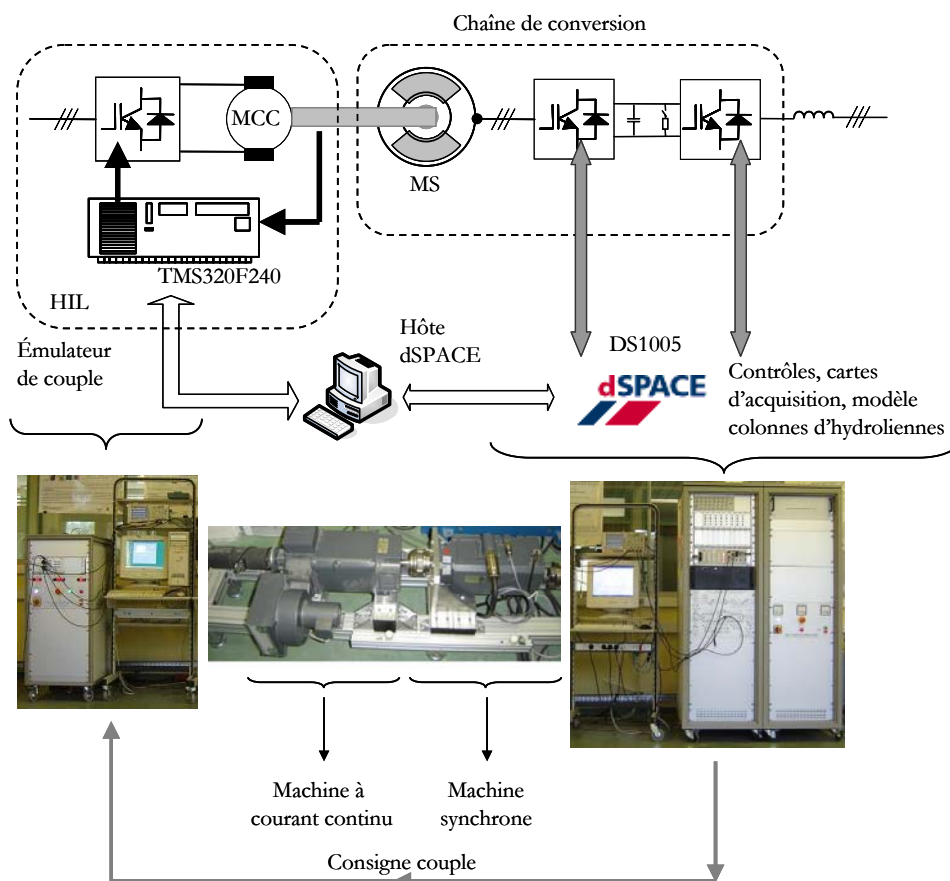 Chaîne de conversion
MCC
MS
TMS320F240
HIL
Émulateur
de couple
Hôte
dSPACE
DS1005
dSPACE
Contrôles, cartes
d'acquisition, modèle
colonnes d'hydroliennes
Machine à
courant continu
Machine
synchrone
Consigne couple